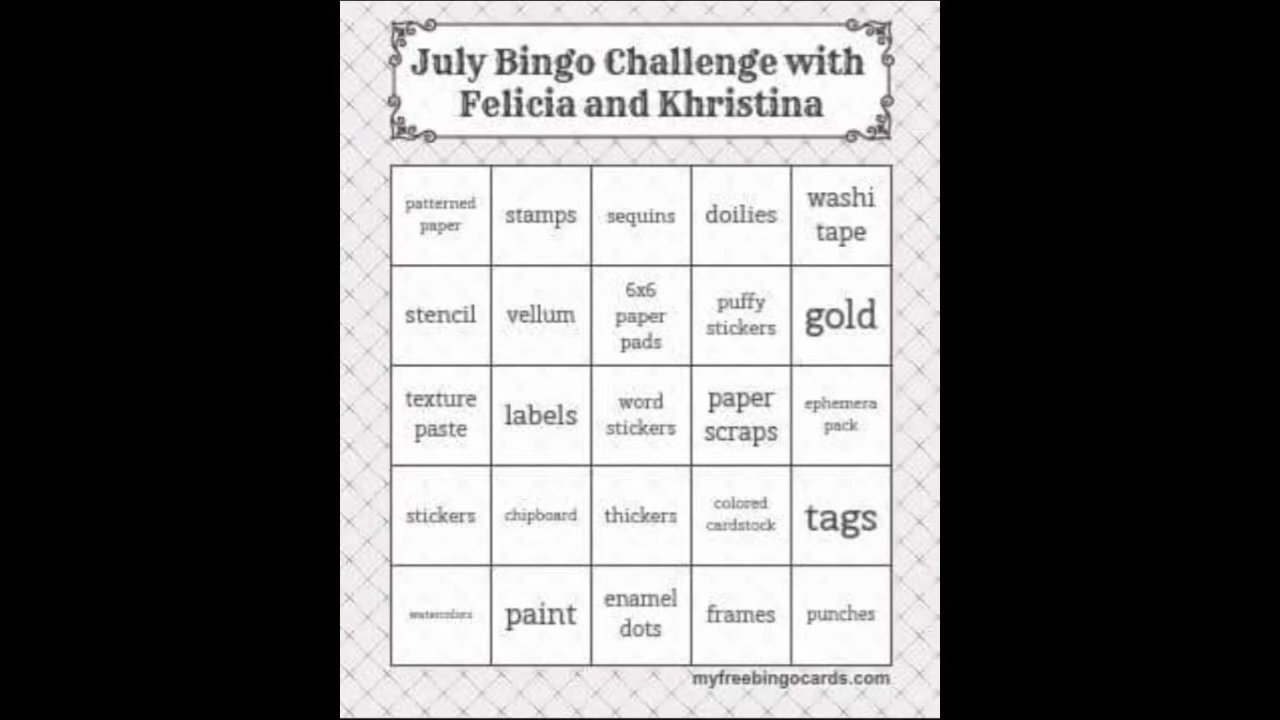 July Bingo Challenge with
Felicia and Khristina
patterned
paper
stamps
sequins
doilies
washi
tape
stencil
vellum
6x6
paper
pads
puffy
stickers
gold
texture
paste
labels
word
stickers
paper
scraps
ephemera
pack
stickers
chipboard
thickers
colored
cardstock
tags
watercolors
paint
enamel
dots
frames
punches
myfreebingocards.com